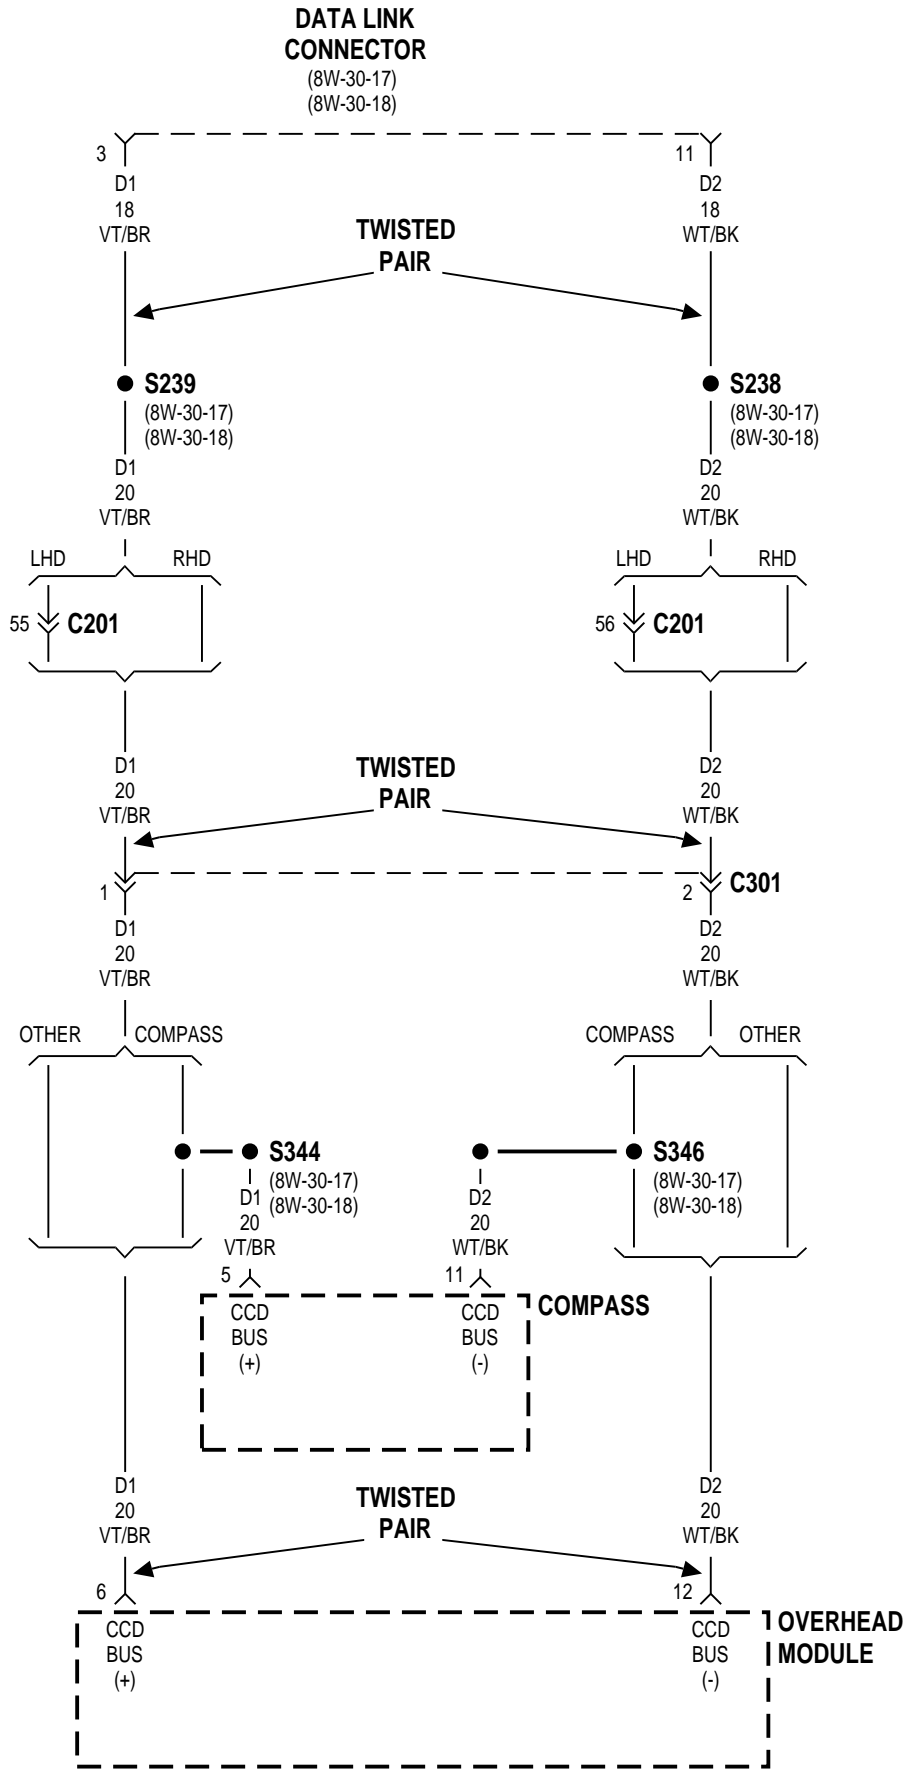 DATA LINK
CONNECTOR
(8W-30-17)
(8W-30-18)
3
11
D1
18
VT/BR
D2
18
WT/BK
TWISTED
PAIR
S239
(8W-30-17)
(8W-30-18)
S238
(8W-30-17)
(8W-30-18)
D1
20
VT/BR
D2
20
WT/BK
LHD
RHD
LHD
RHD
55
C201
56
C201
D1
20
VT/BR
TWISTED
PAIR
D2
20
WT/BK
1
2
C301
D1
20
VT/BR
D2
20
WT/BK
OTHER
COMPASS
COMPASS
OTHER
S344
(8W-30-17)
(8W-30-18)
S346
(8W-30-17)
(8W-30-18)
D1
20
VT/BR
D2
20
WT/BK
5
11
COMPASS
CCD
BUS
(+)
CCD
BUS
(-)
D1
20
VT/BR
TWISTED
PAIR
D2
20
WT/BK
6
12
OVERHEAD
MODULE
CCD
BUS
(+)
CCD
BUS
(-)